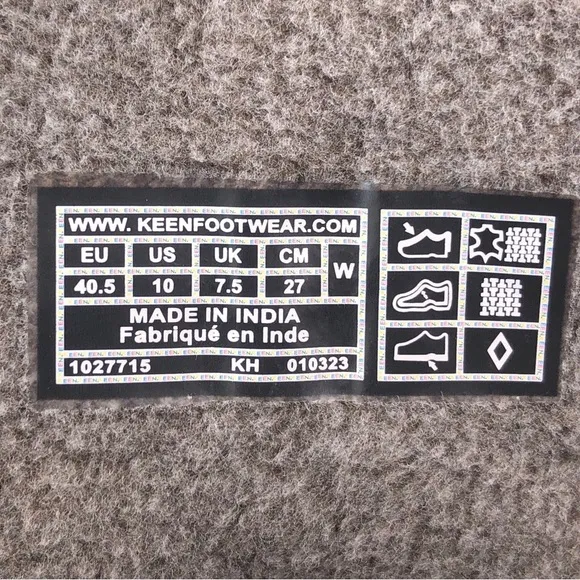 WWW. KEENFOOTWEAR.COM
EU US UK CM W
40.5 10 7.5 27
MADE IN INDIA
Fabriqué en Inde
1027715 KH 010323